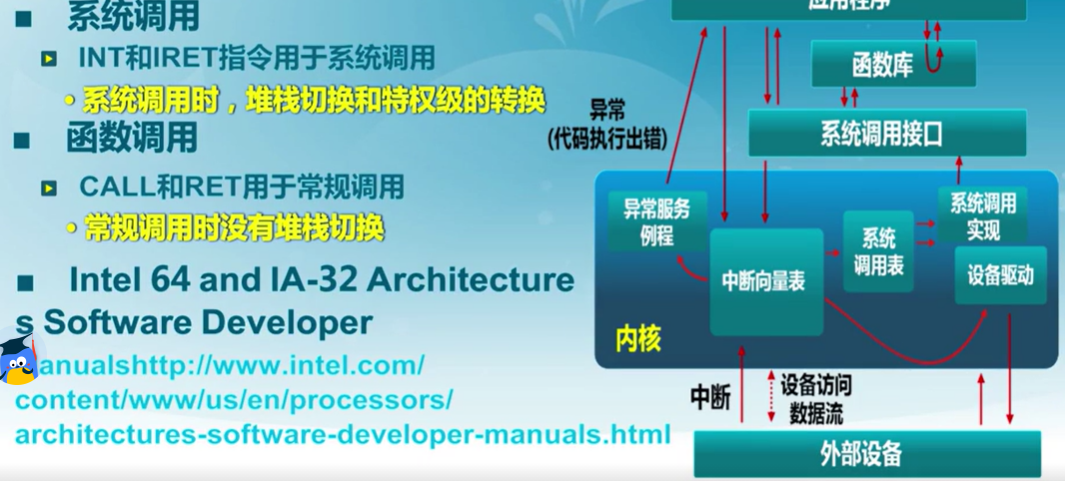 系统调用
INT和IRET指令用于系统调用
•系统调用时，堆栈切换和特权级的转换
函数调用
CALL和RET用于常规调用
•常规调用时没有堆栈切换
Intel 64 and IA-32 Architecture
s Software Developer
anualshttp://www.intel.com/
content/www/us/en/processors/
architectures-software-developer-manuals.html
应用程序
函数库
异常
(代码执行出错)
系统调用接口
异常服务
例程
中断向量表
系统
调用表
系统调用
实现
设备驱动
内核
中断
设备访问
数据流
外部设备